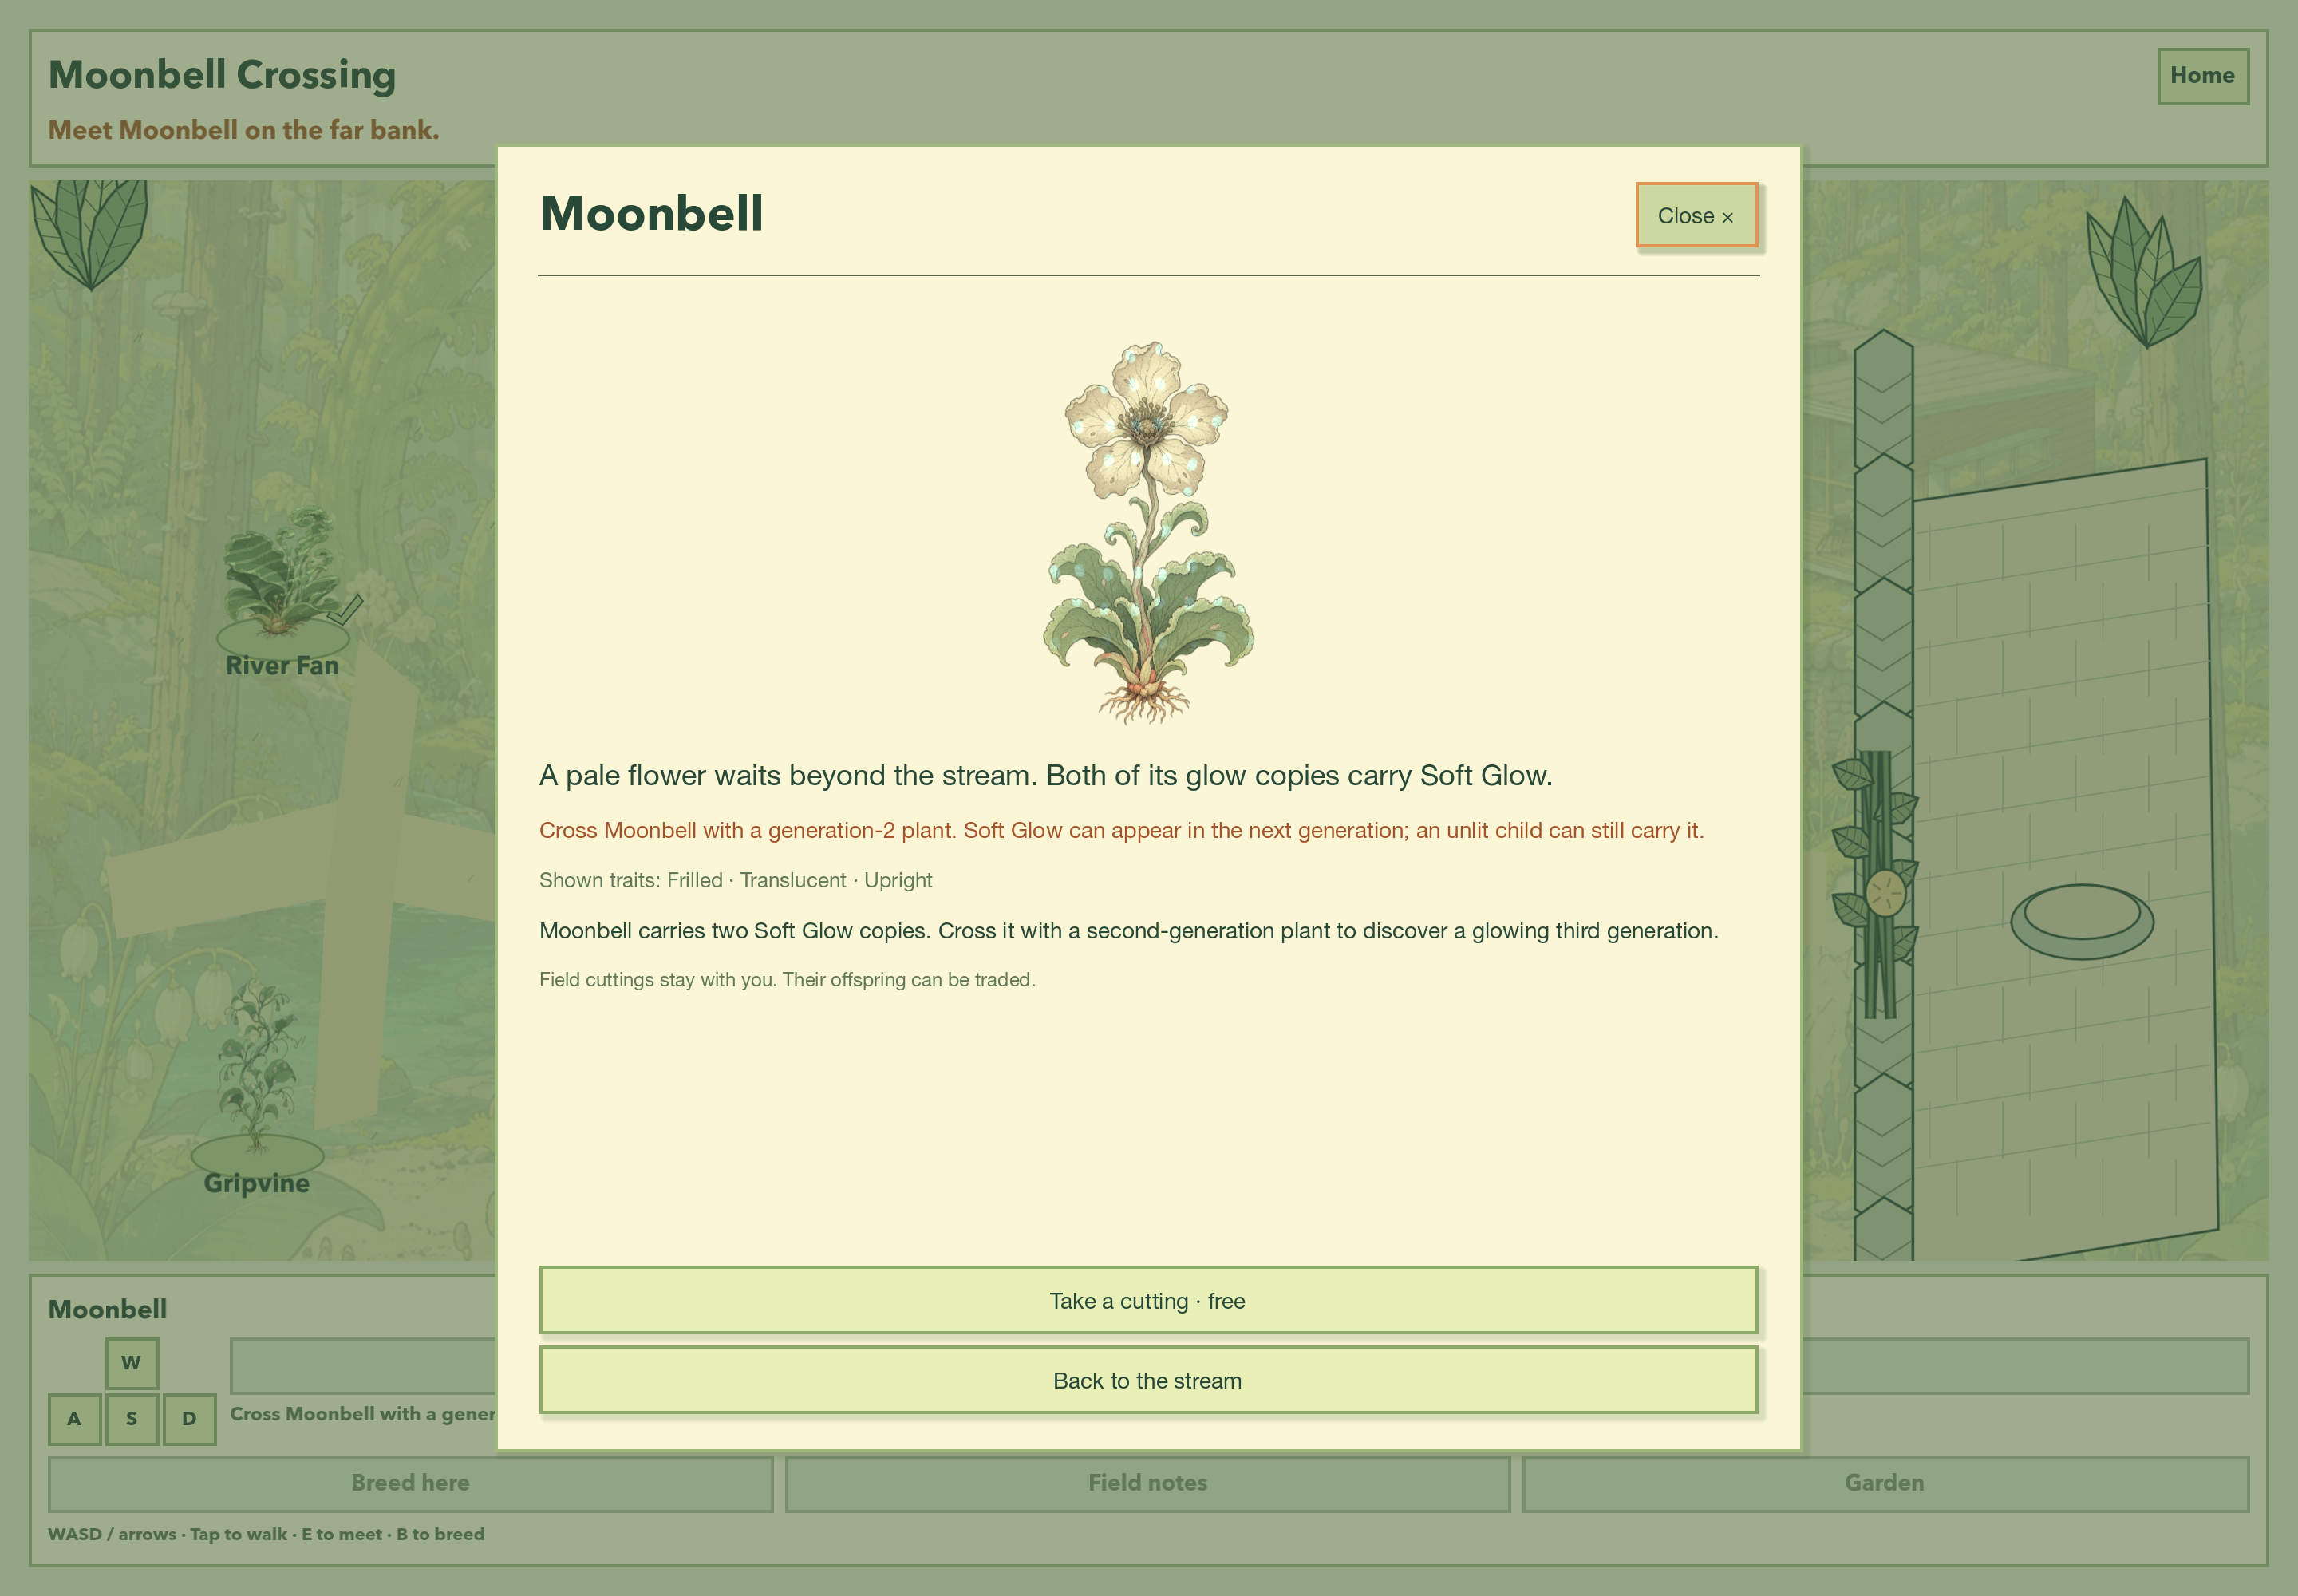 Moonbell Crossing
Home
Meet Moonbell on the far bank.
Moonbell
Close ×
River Fan
A pale flower waits beyond the stream. Both of its glow copies carry Soft Glow.
Cross Moonbell with a generation-2 plant. Soft Glow can appear in the next generation; an unlit child can still carry it.
Shown traits: Frilled · Translucent · Upright
Moonbell carries two Soft Glow copies. Cross it with a second-generation plant to discover a glowing third generation.
Field cuttings stay with you. Their offspring can be traded.
Gripvine
Take a cutting · free
Back to the stream
Moonbell
W
A S D
Cross Moonbell with a gener
Breed here
Field notes
Garden
WASD / arrows · Tap to walk · E to meet · B to breed